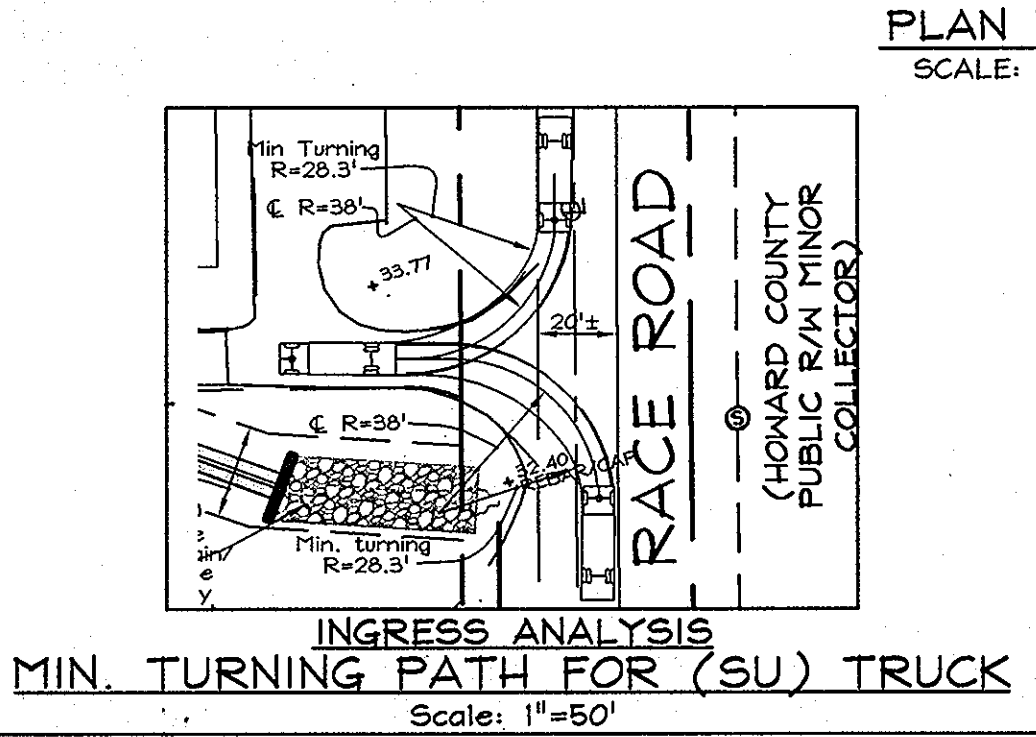 PLAN
SCALE:
Min Turning
R=28.3'
℄ R=38'
+33.77
20'±
℄ R=38'
+32.40
REBAR/CAP
Min. turning
R=28.3'
e
ain
e
y
RACE ROAD
S
(HOWARD COUNTY
PUBLIC R/W MINOR
COLLECTOR)
INGRESS ANALYSIS
MIN. TURNING PATH FOR (SU) TRUCK
Scale: 1"=50'